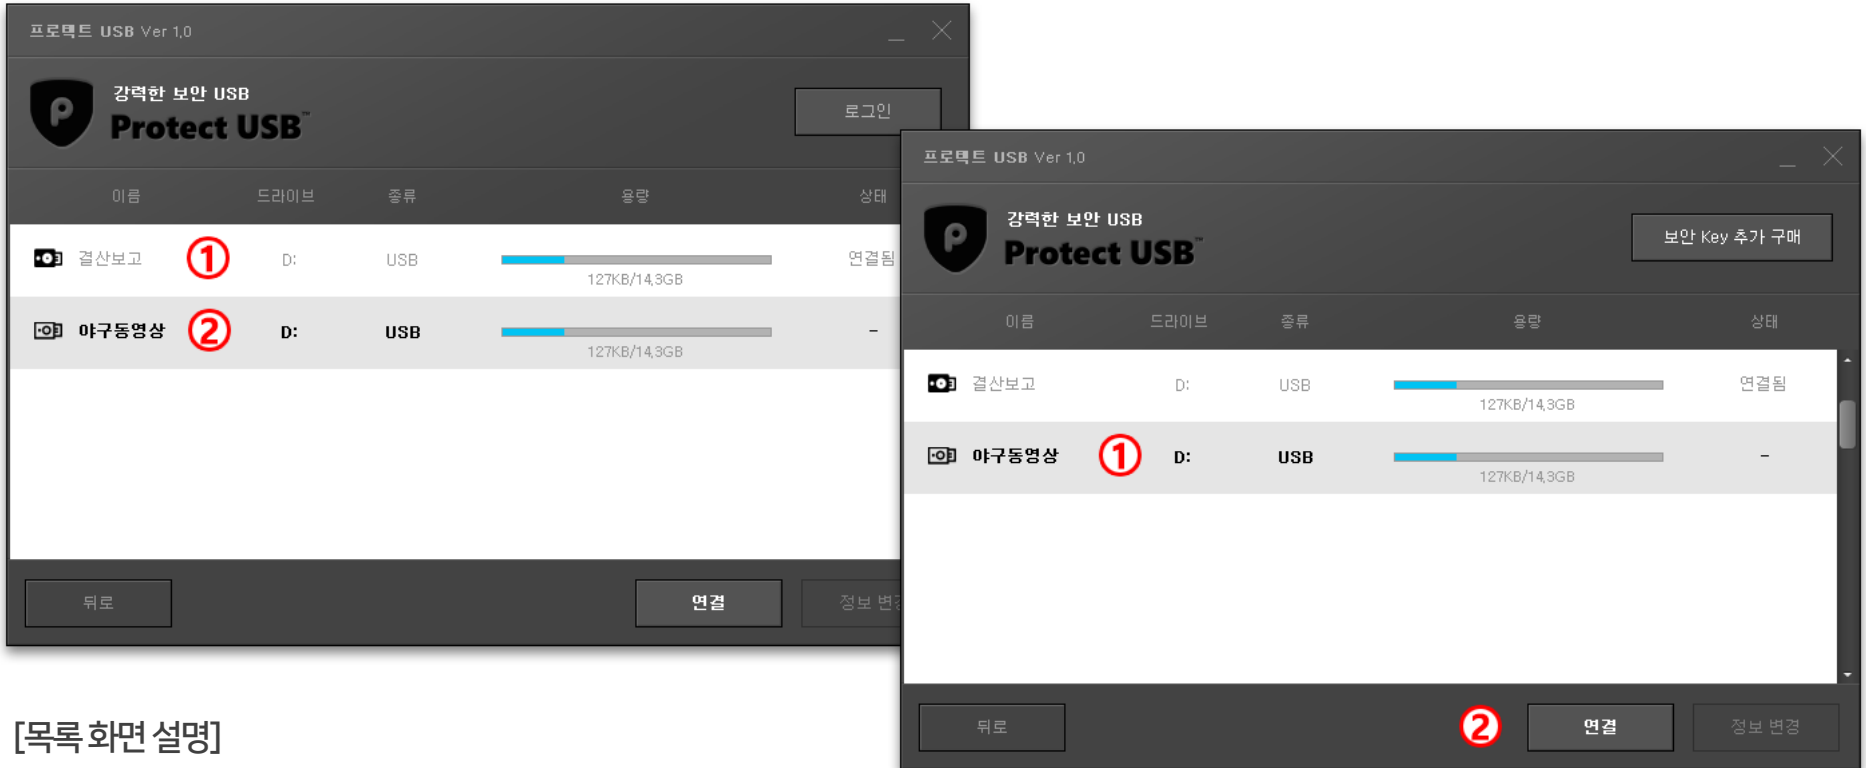 프로텍트 USB Ver 1.0
강력한 보안 USB
Protect USB™
로그인
이름 드라이브 종류 용량 상태
결산보고 ① D: USB 127KB/14.3GB 연결됨
야구동영상 ② D: USB 127KB/14.3GB -
뒤로 연결 정보 변경
프로텍트 USB Ver 1.0
강력한 보안 USB
Protect USB™
보안 Key 추가 구매
이름 드라이브 종류 용량 상태
결산보고 D: USB 127KB/14.3GB 연결됨
야구동영상 ① D: USB 127KB/14.3GB -
뒤로 ② 연결 정보 변경
[목록 화면 설명]